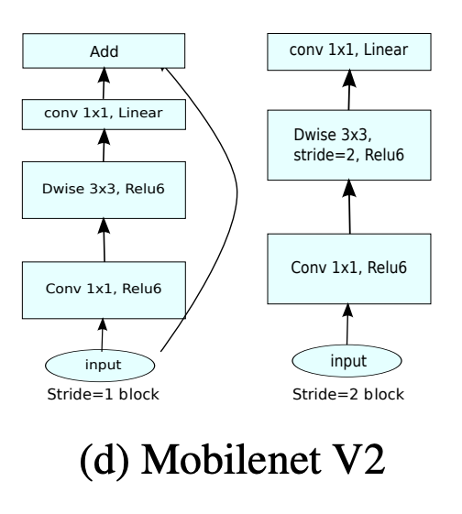 Add
conv 1x1, Linear
Dwise 3x3, Relu6
Conv 1x1, Relu6
input
Stride=1 block
conv 1x1, Linear
Dwise 3x3,
stride=2, Relu6
Conv 1x1, Relu6
input
Stride=2 block
(d) Mobilenet V2